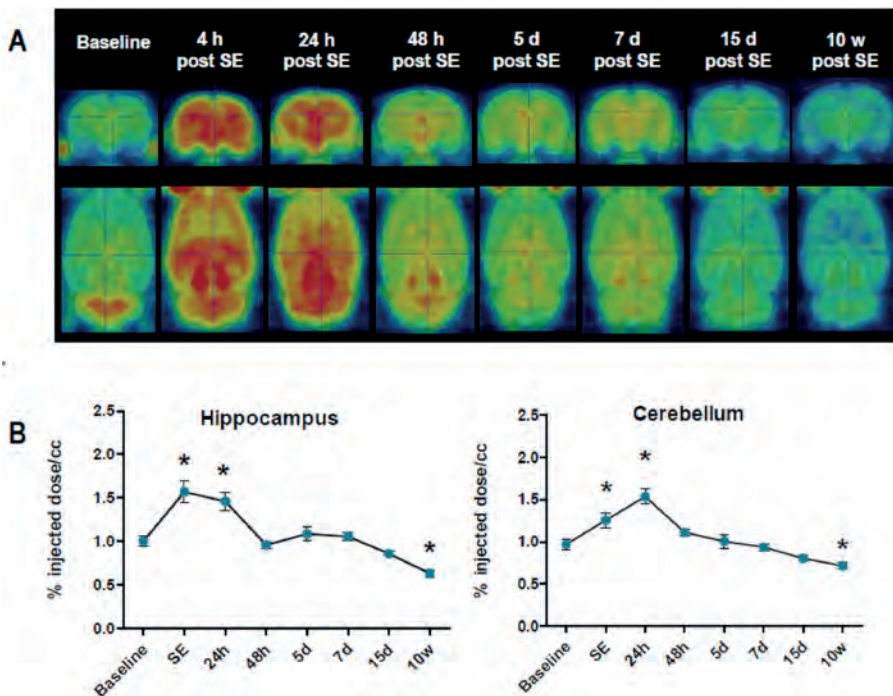 A
Baseline
4 h
post SE
24 h
post SE
48 h
post SE
5 d
post SE
7 d
post SE
15 d
post SE
10 w
post SE
B
Hippocampus
% injected dose/cc
2.5
2.0
1.5
1.0
0.5
0.0
* * *
Baseline SE 24h 48h 5d 7d 15d 10w
Cerebellum
% injected dose/cc
2.5
2.0
1.5
1.0
0.5
0.0
* * *
Baseline SE 24h 48h 5d 7d 15d 10w